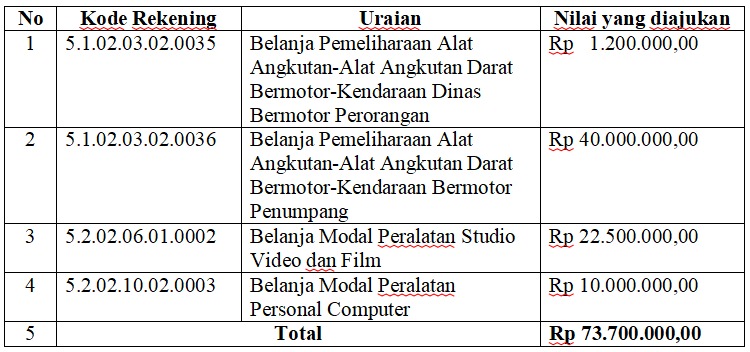 No Kode Rekening Uraian Nilai yang diajukan
1 5.1.02.03.02.0035 Belanja Pemeliharaan Alat Rp 1.200.000,00
Angkutan-Alat Angkutan Darat
Bermotor-Kendaraan Dinas
Bermotor Perorangan
2 5.1.02.03.02.0036 Belanja Pemeliharaan Alat Rp 40.000.000,00
Angkutan-Alat Angkutan Darat
Bermotor-Kendaraan Bermotor
Penumpang
3 5.2.02.06.01.0002 Belanja Modal Peralatan Studio Rp 22.500.000,00
Video dan Film
4 5.2.02.10.02.0003 Belanja Modal Peralatan Rp 10.000.000,00
Personal Computer
5 Total Rp 73.700.000,00